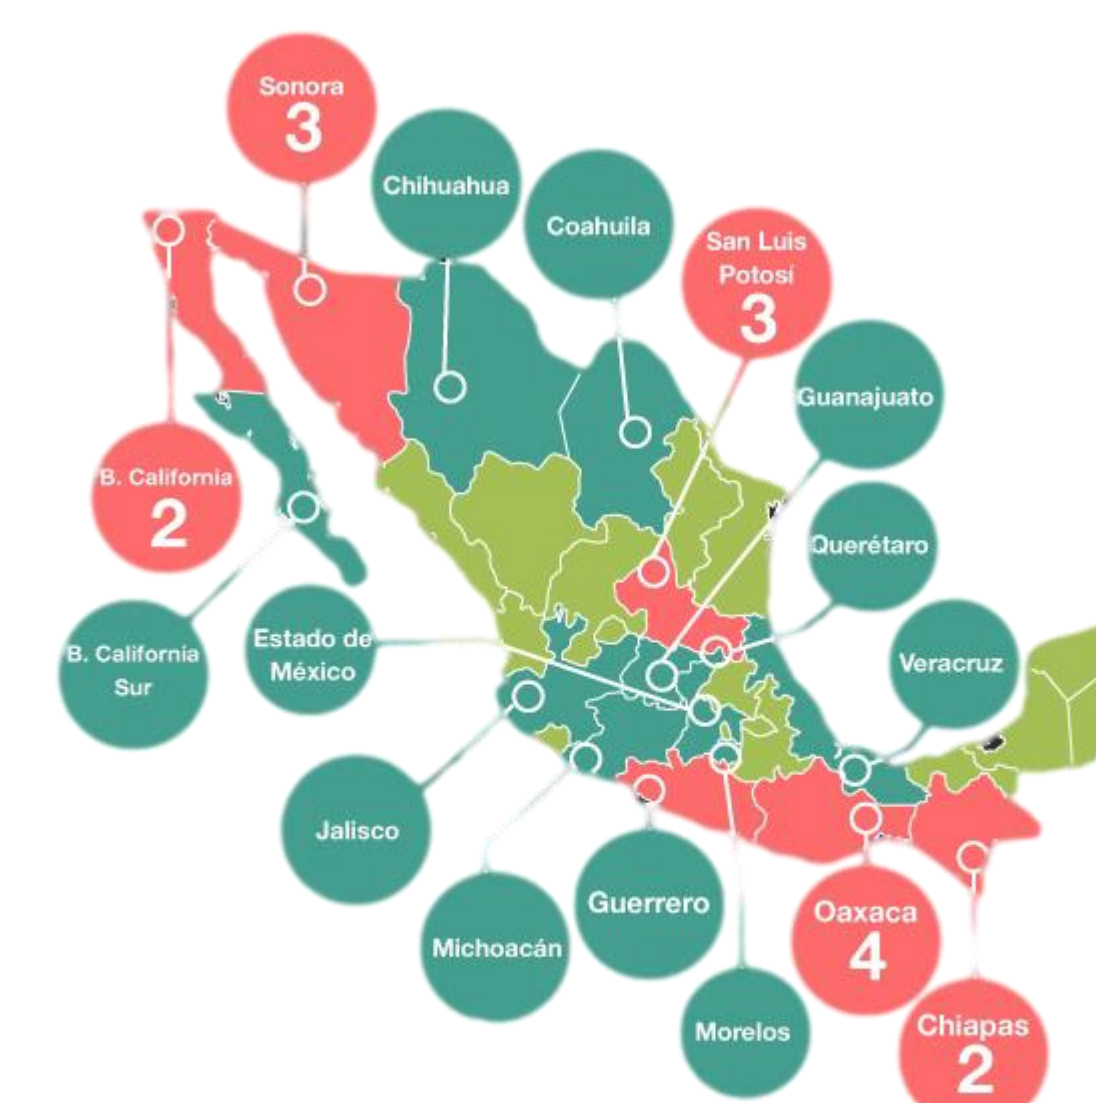 Sonora
3
Chihuahua
Coahuila
San Luis
Potosí
3
Guanajuato
B. California
2
Querétaro
B. California
Sur
Estado de
México
Veracruz
Jalisco
Guerrero
Michoacán
Oaxaca
4
Morelos
Chiapas
2